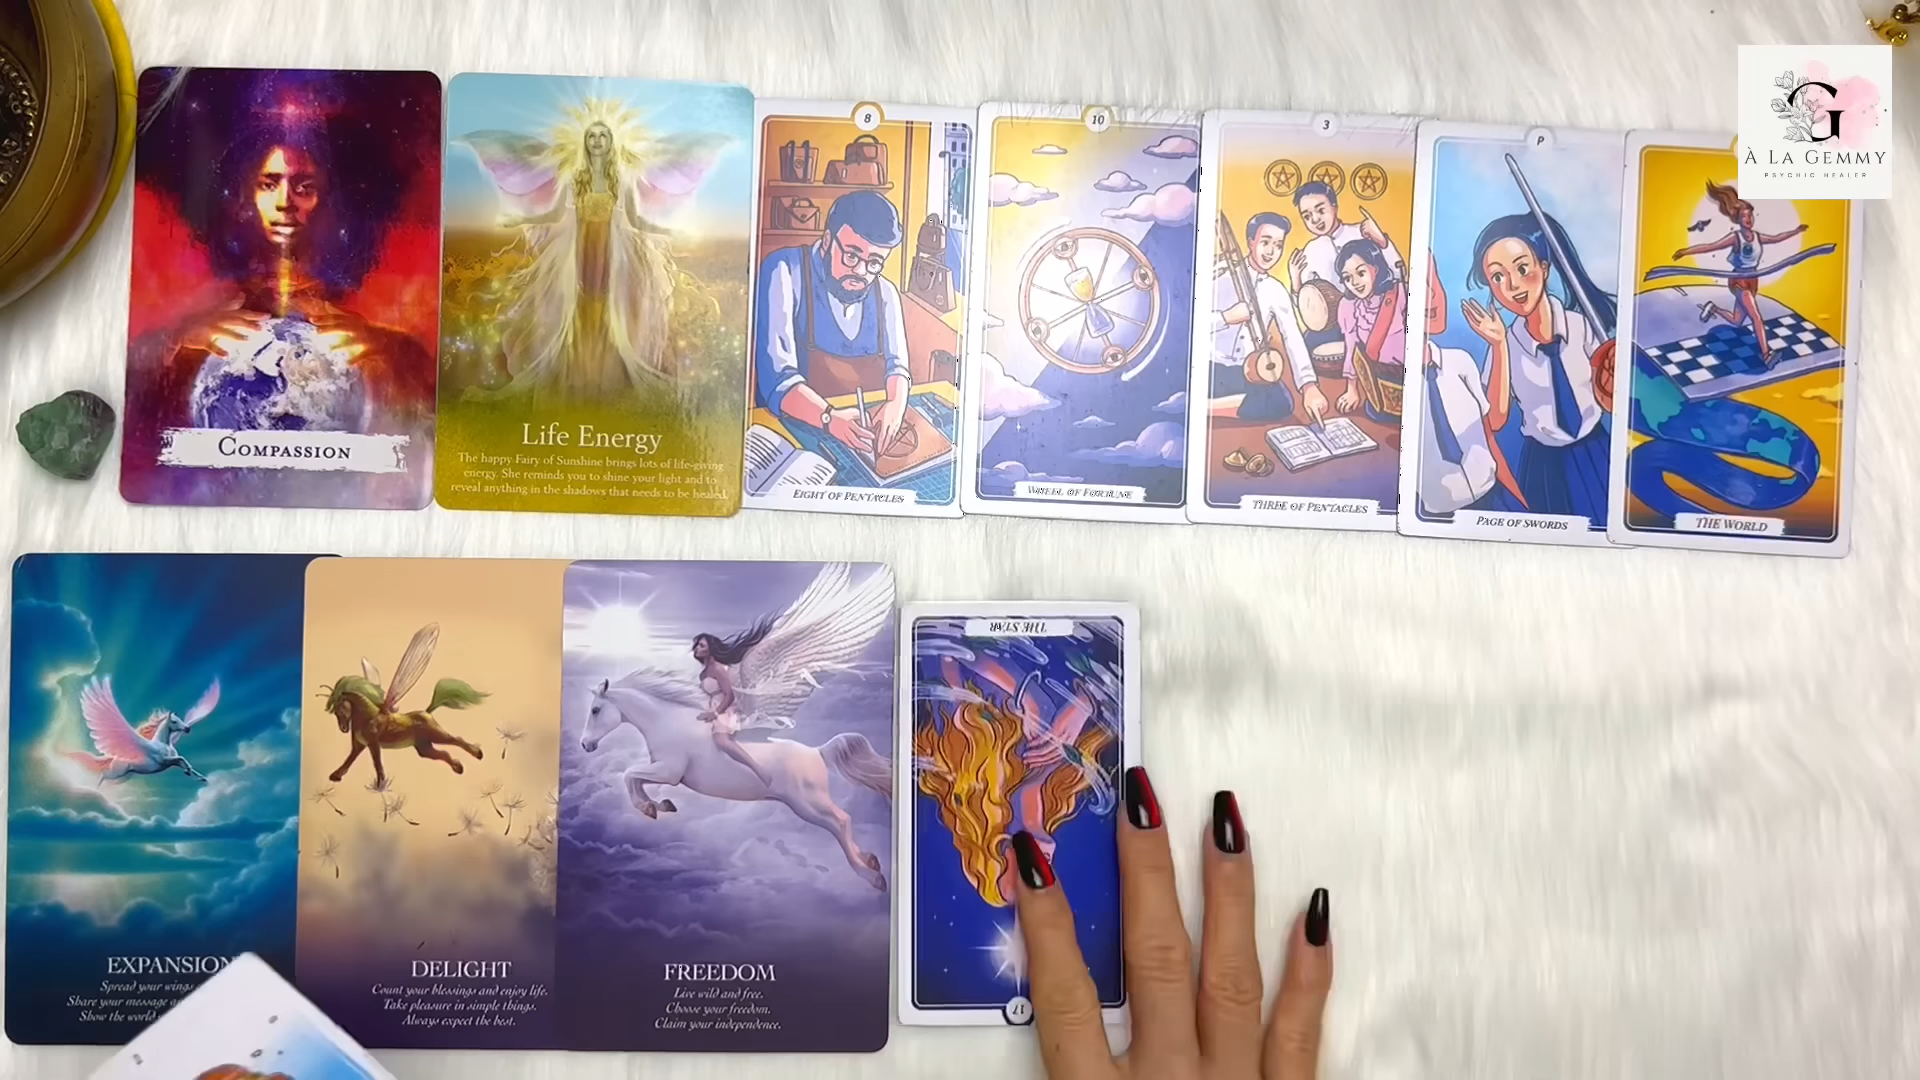 G
À LA GEMMY
PSYCHIC HEALER
COMPASSION
Life Energy
The happy Fairy of Sunshine brings lots of life-giving
energy. She reminds you to shine your light and to
reveal anything in the shadows that needs to be healed.
8
EIGHT OF PENTACLES
10
WHEEL OF FORTUNE
3
THREE OF PENTACLES
P
PAGE OF SWORDS
THE WORLD
EXPANSION
Spread your wings
Share your message
Show the world
DELIGHT
Count your blessings and enjoy life.
Take pleasure in simple things.
Always expect the best.
FREEDOM
Live wild and free.
Choose your freedom.
Claim your independence.
THE STAR
17